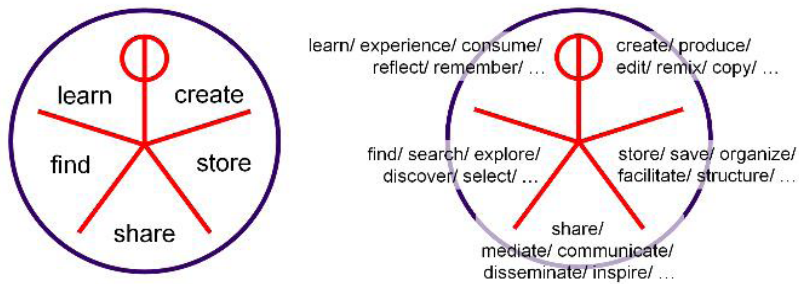 learn
create
find
store
share
learn/ experience/ consume/
reflect/ remember/ ...
create/ produce/
edit/ remix/ copy/ ...
find/ search/ explore/
discover/ select/ ...
store/ save/ organize/
facilitate/ structure/ ...
share/
mediate/ communicate/
disseminate/ inspire/ ...